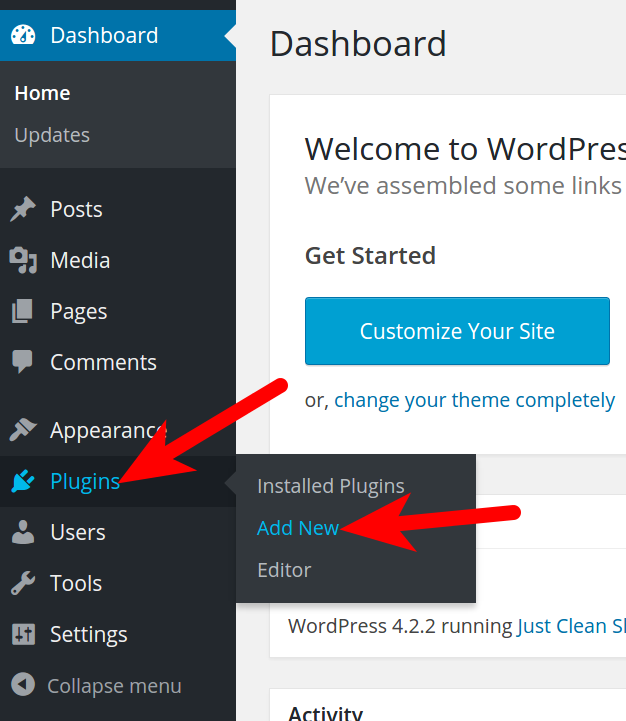 Dashboard
Home
Updates
Posts
Media
Pages
Comments
Appearance
Plugins
Users
Tools
Settings
Collapse menu
Dashboard
Welcome to WordPres
We've assembled some links
Get Started
Customize Your Site
or, change your theme completely
Installed Plugins
Add New
Editor
WordPress 4.2.2 running Just Clean S
Activity